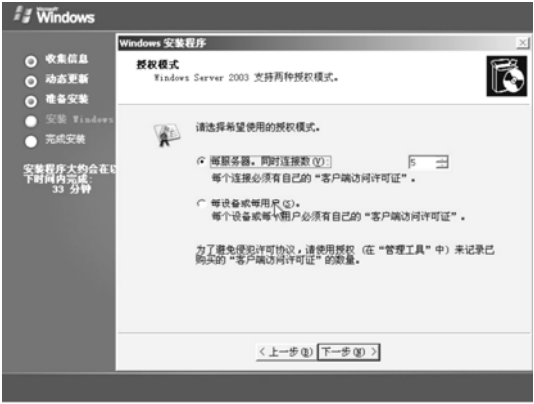 Microsoft
Windows
收集信息
动态更新
准备安装
安装 Windows
完成安装
安装程序大约会在以
下时间内完成:
33 分钟
Windows 安装程序
授权模式
Windows Server 2003 支持两种授权模式。
请选择希望使用的授权模式。
每服务器。同时连接数(V): 5
每个连接必须有自己的“客户端访问许可证”。
每设备或每用户(S)。
每个设备或每个用户必须有自己的“客户端访问许可证”。
为了避免侵犯许可协议，请使用授权（在“管理工具”中）来记录已
购买的“客户端访问许可证”的数量。
<上一步(B) 下一步(N) >